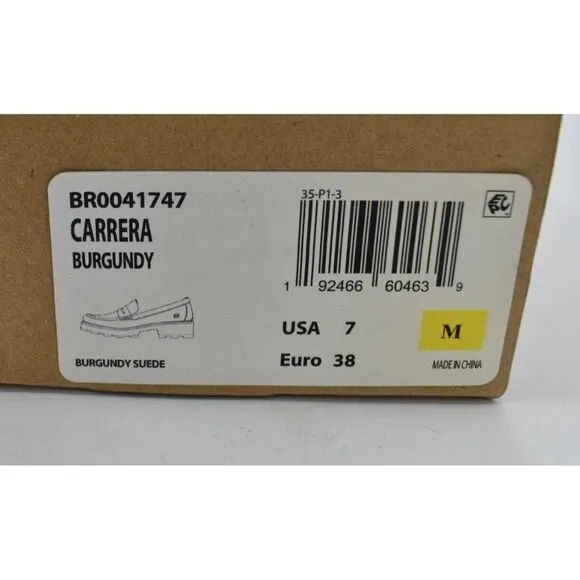 BR0041747
CARRERA
BURGUNDY
BURGUNDY SUEDE
35-P1-3
1 92466 60463 9
USA 7
Euro 38
M
MADE IN CHINA